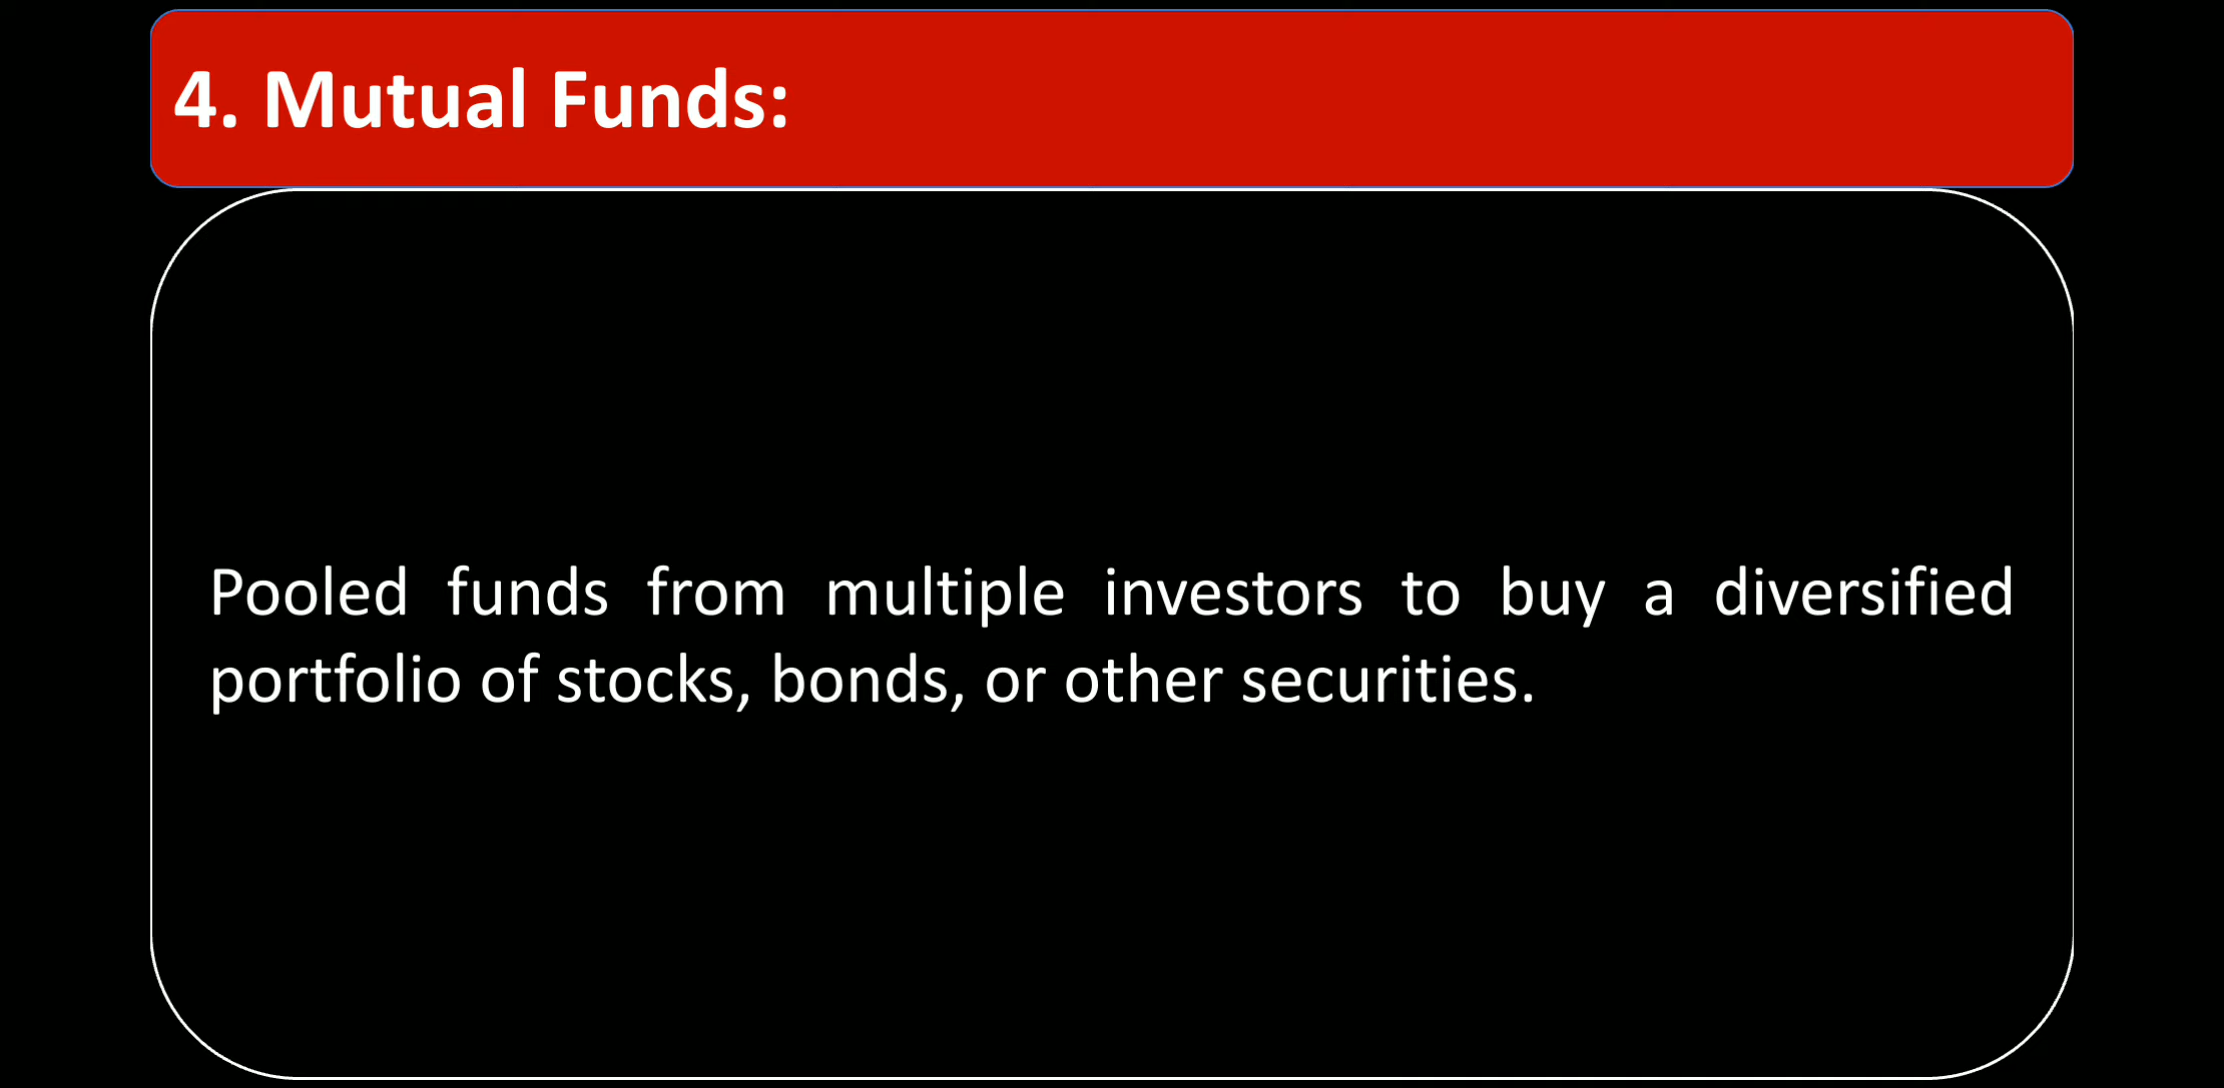 4. Mutual Funds:
Pooled funds from multiple investors to buy a diversified
portfolio of stocks, bonds, or other securities.